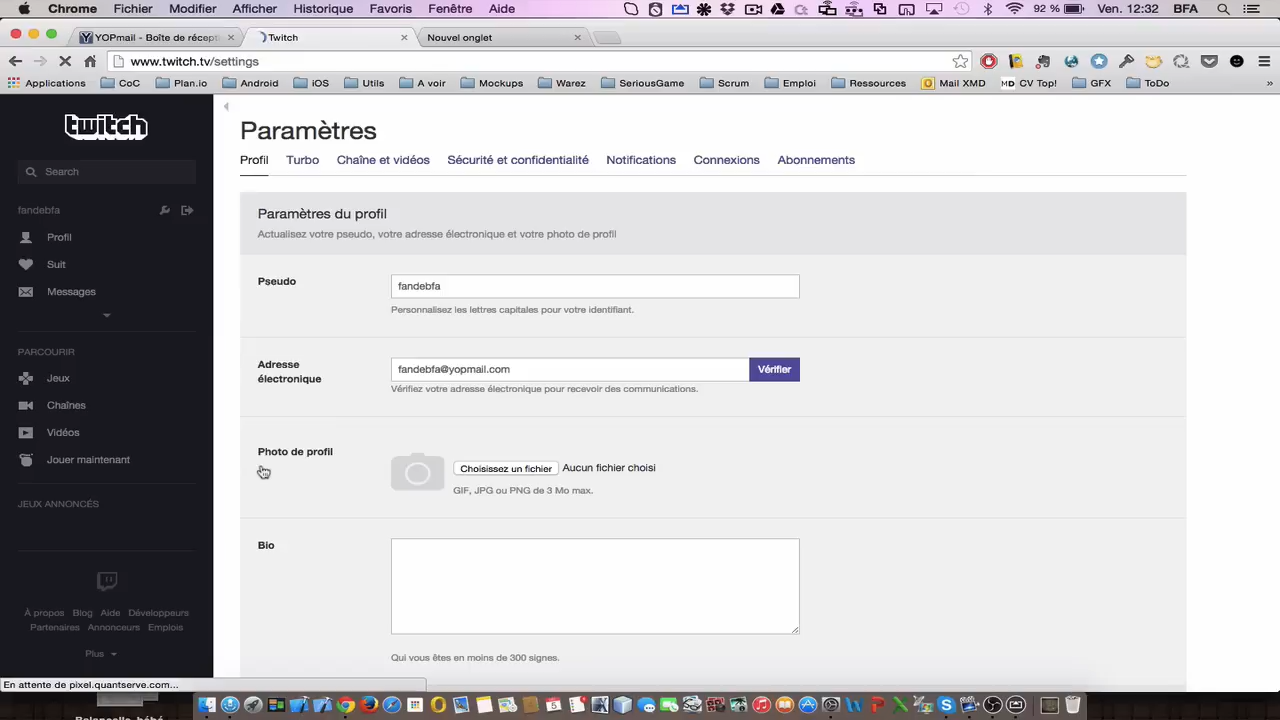 Chrome Fichier Modifier Afficher Historique Favoris Fenêtre Aide 92 % Ven. 12:32 BFA
YOPmail - Boîte de récept Twitch Nouvel onglet
www.twitch.tv/settings
Applications CoC Plan.io Android iOS Utils A voir Mockups Warez SeriousGame Scrum Emploi Ressources Mail XMD MD CV Top! GFX ToDo »
twitch
Search
fandebfa
Profil
Suit
Messages
PARCOURIR
Jeux
Chaînes
Vidéos
Jouer maintenant
JEUX ANNONCÉS
À propos Blog Aide Développeurs
Partenaires Annonceurs Emplois
Plus
Paramètres
Profil Turbo Chaîne et vidéos Sécurité et confidentialité Notifications Connexions Abonnements
Paramètres du profil
Actualisez votre pseudo, votre adresse électronique et votre photo de profil
Pseudo
fandebfa
Personnalisez les lettres capitales pour votre identifiant.
Adresse
électronique
fandebfa@yopmail.com Vérifier
Vérifiez votre adresse électronique pour recevoir des communications.
Photo de profil
Choisissez un fichier Aucun fichier choisi
GIF, JPG ou PNG de 3 Mo max.
Bio
Qui vous êtes en moins de 300 signes.
En attente de pixel.quantserve.com...